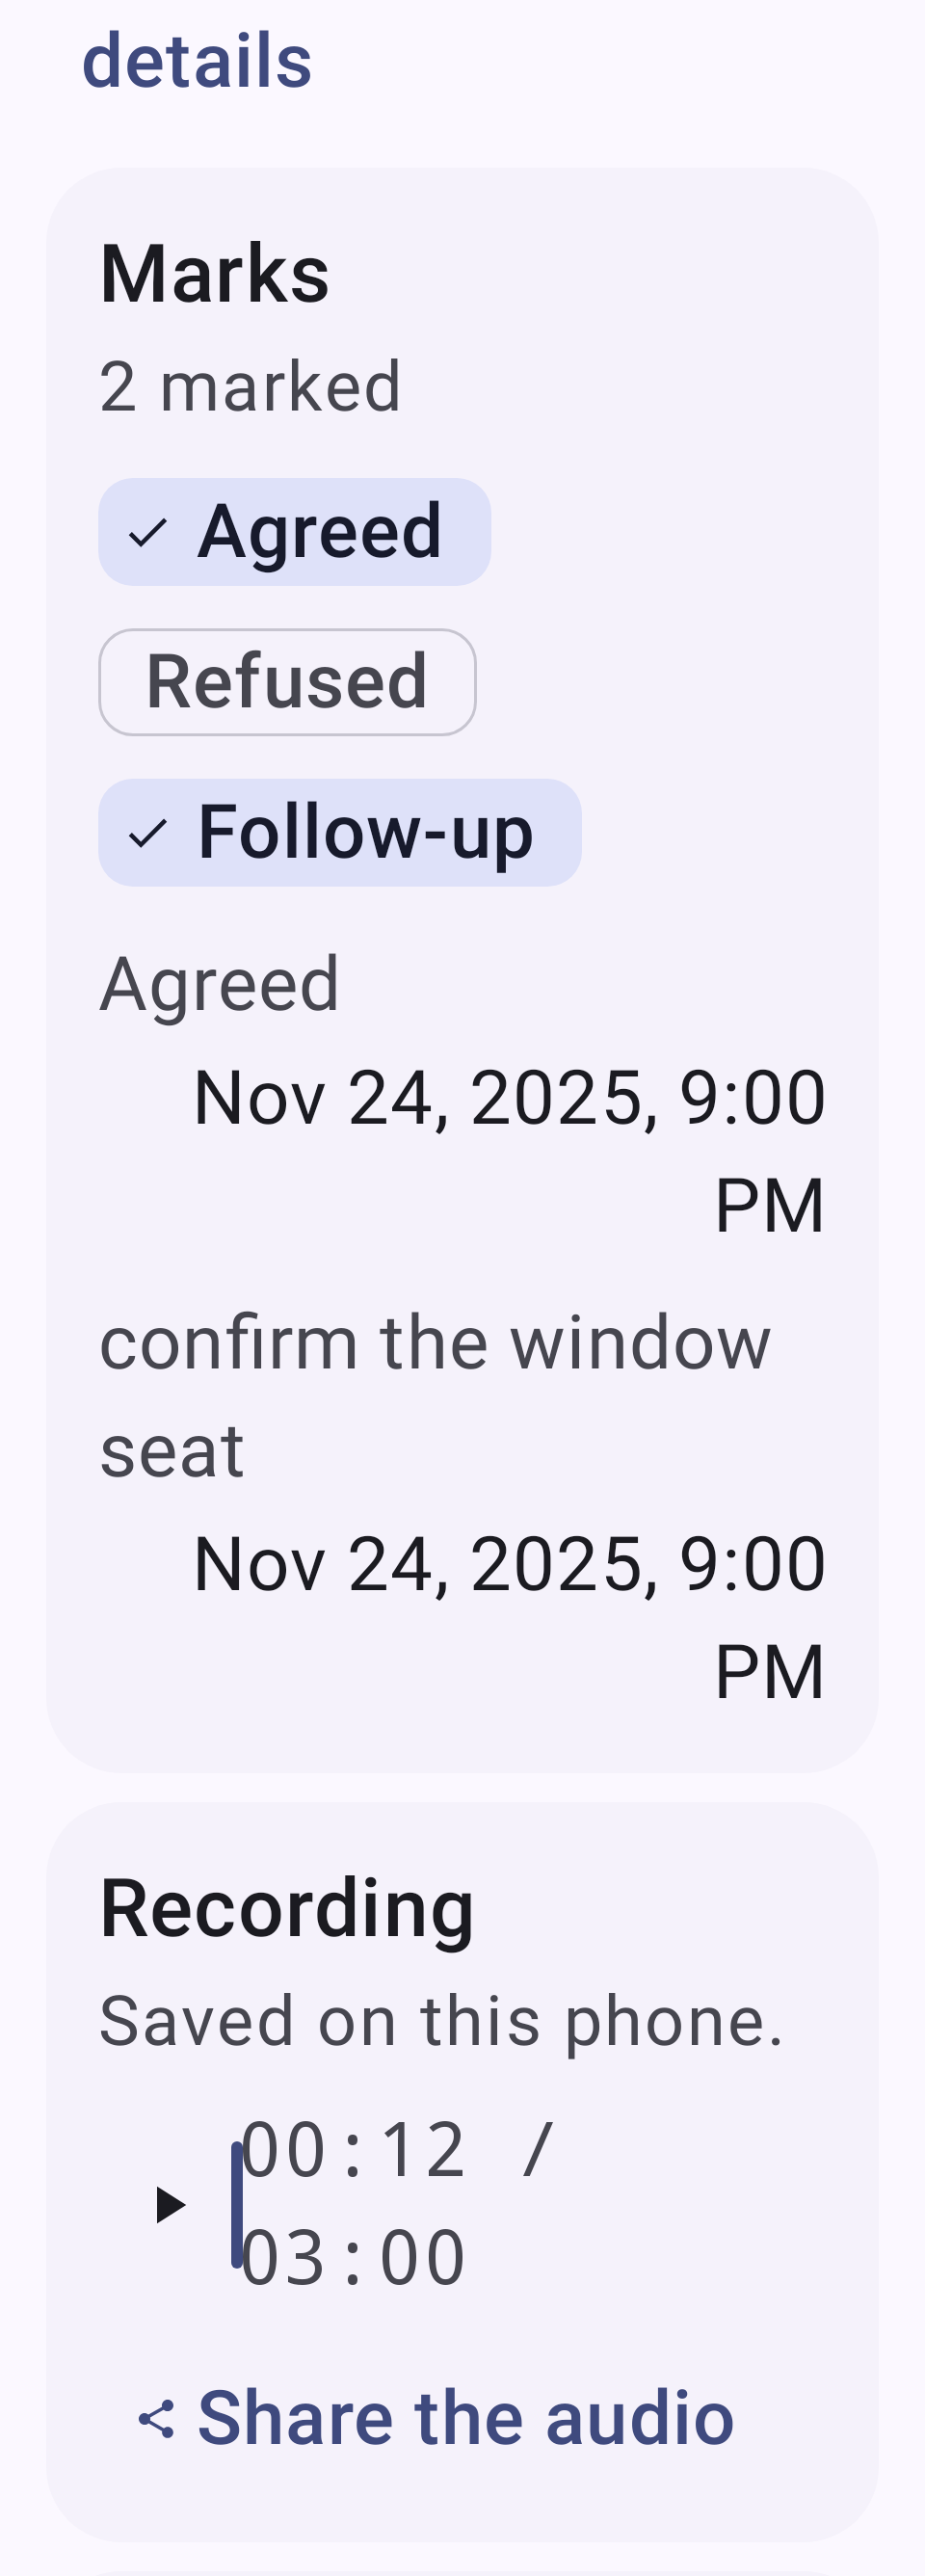 details
Marks
2 marked
Agreed
Refused
Follow-up
Agreed
Nov 24, 2025, 9:00
PM
confirm the window
seat
Nov 24, 2025, 9:00
PM
Recording
Saved on this phone.
00:12 /
03:00
Share the audio